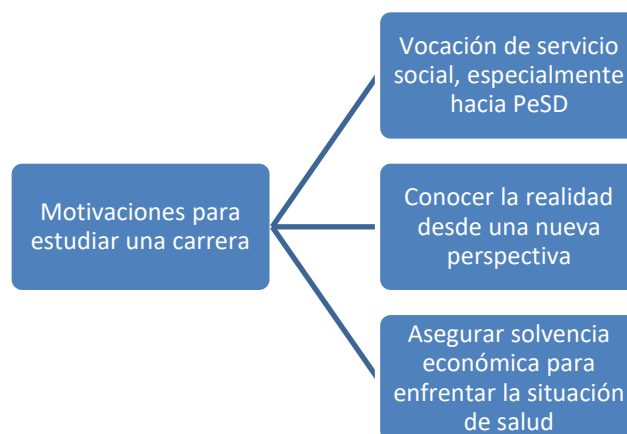 Vocación de servicio
social, especialmente
hacia PeSD
Motivaciones para
estudiar una carrera
Conocer la realidad
desde una nueva
perspectiva
Asegurar solvencia
económica para
enfrentar la situación
de salud